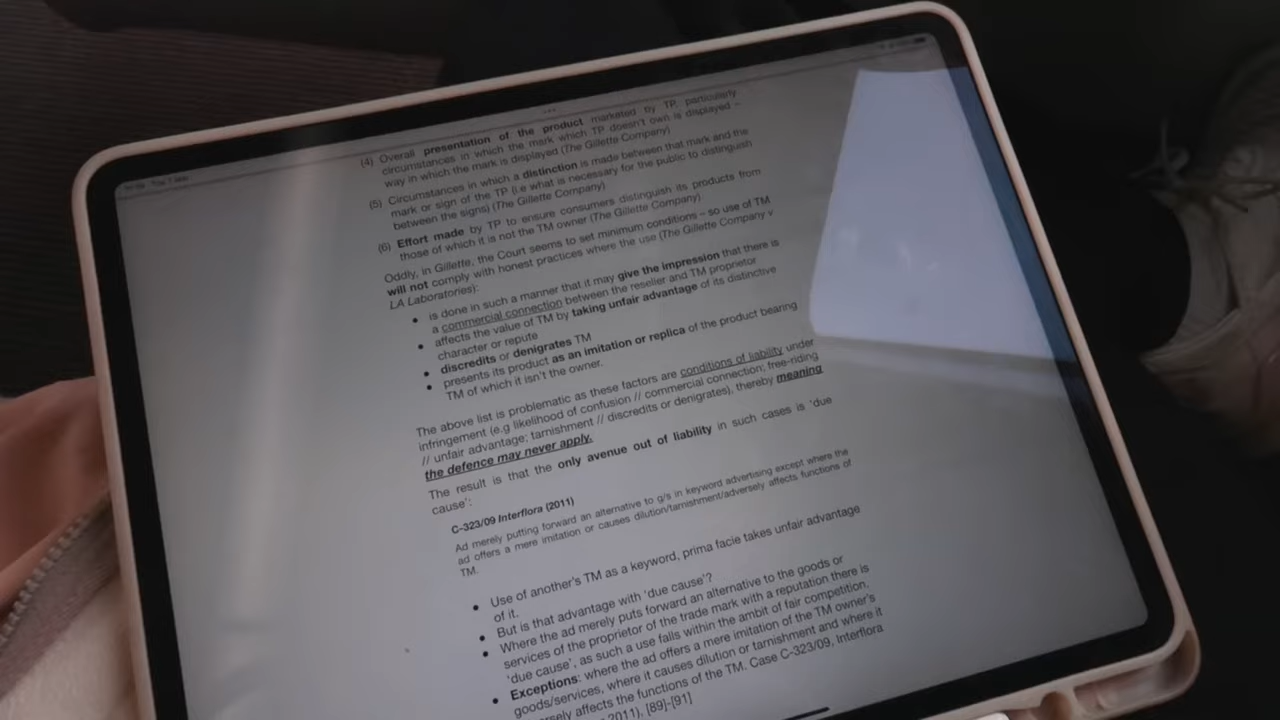 (4) Overall presentation of the product marketed by TP, particularly
circumstances in which the mark which TP doesn't own is displayed –
way in which the mark is displayed (The Gillette Company)
(5) Circumstances in which a distinction is made between that mark and the
mark or sign of the TP (i.e what is necessary for the public to distinguish
between the signs) (The Gillette Company)
(6) Effort made by TP to ensure consumers distinguish its products from
those of which it is not the TM owner (The Gillette Company)
Oddly, in Gillette, the Court seems to set minimum conditions – so use of TM
will not comply with honest practices where the use (The Gillette Company v
LA Laboratories):
• is done in such a manner that it may give the impression that there is
a commercial connection between the reseller and TM proprietor
• affects the value of TM by taking unfair advantage of its distinctive
character or repute
• discredits or denigrates TM
• presents its product as an imitation or replica of the product bearing
TM of which it isn't the owner.
The above list is problematic as these factors are conditions of liability under
infringement (e.g likelihood of confusion // commercial connection; free-riding
// unfair advantage; tarnishment // discredits or denigrates), thereby meaning
the defence may never apply.
The result is that the only avenue out of liability in such cases is 'due
cause':
C-323/09 Interflora (2011)
Ad merely putting forward an alternative to g/s in keyword advertising except where the
ad offers a mere imitation or causes dilution/tarnishment/adversely affects functions of
TM.
• Use of another's TM as a keyword, prima facie takes unfair advantage
of it.
• But is that advantage with 'due cause'?
• Where the ad merely puts forward an alternative to the goods or
services of the proprietor of the trade mark with a reputation there is
'due cause', as such a use falls within the ambit of fair competition.
• Exceptions: where the ad offers a mere imitation of the TM owner's
goods/services, where it causes dilution or tarnishment and where it
ersely affects the functions of the TM. Case C-323/09, Interflora
2011), [89]-[91]